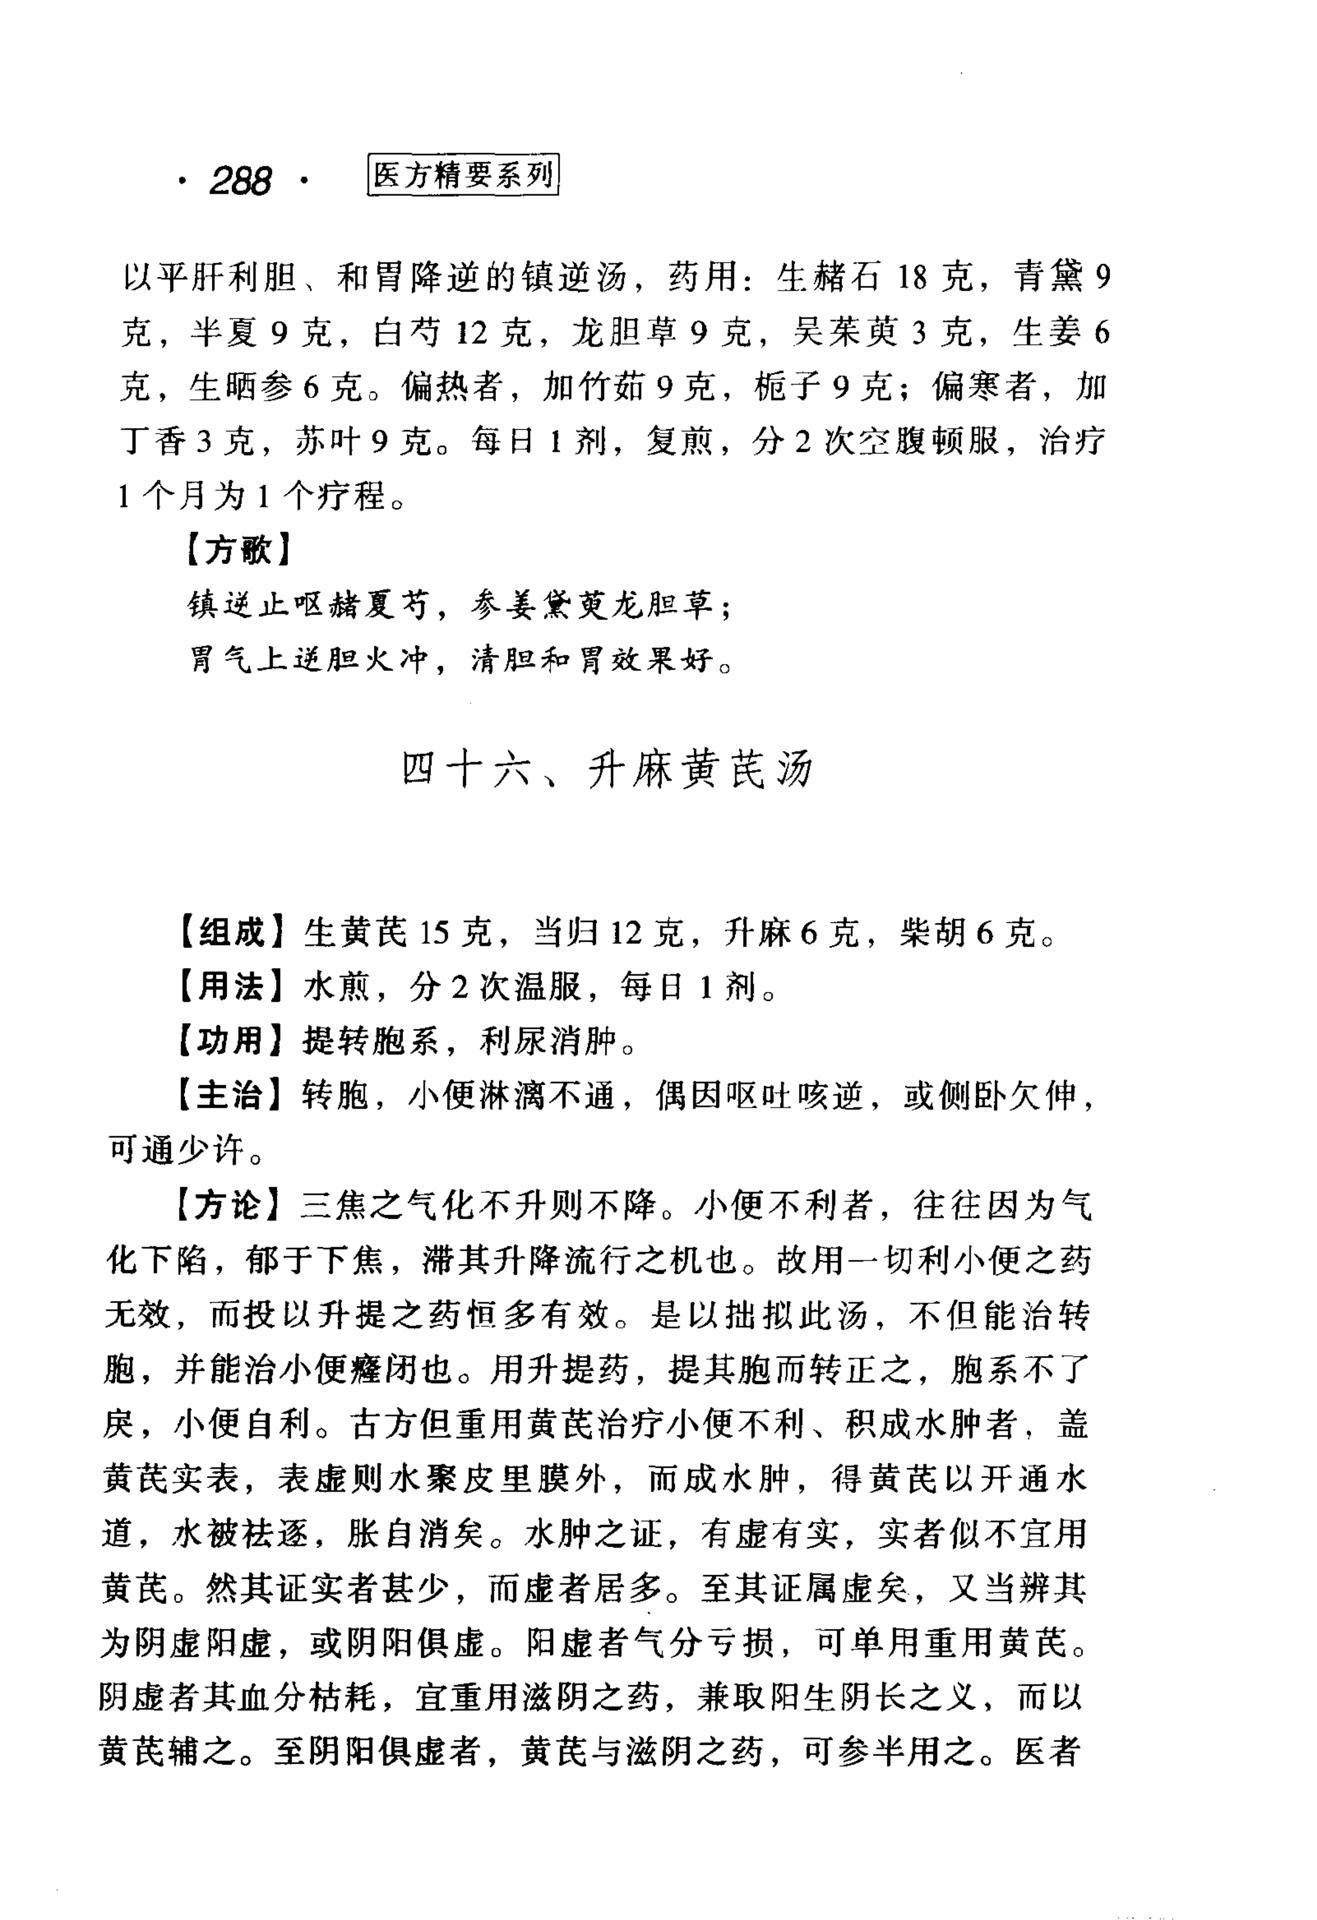 · 288 · 医方精要系列
以平肝利胆、和胃降逆的镇逆汤，药用：生赭石 18 克，青黛 9
克，半夏 9 克，白芍 12 克，龙胆草 9 克，吴茱萸 3 克，生姜 6
克，生晒参 6 克。偏热者，加竹茹 9 克，栀子 9 克；偏寒者，加
丁香 3 克，苏叶 9 克。每日 1 剂，复煎，分 2 次空腹顿服，治疗
1 个月为 1 个疗程。
【方歌】
镇逆止呕赭夏芍，参姜黛萸龙胆草；
胃气上逆胆火冲，清胆和胃效果好。
四十六、升麻黄芪汤
【组成】生黄芪 15 克，当归 12 克，升麻 6 克，柴胡 6 克。
【用法】水煎，分 2 次温服，每日 1 剂。
【功用】提转胞系，利尿消肿。
【主治】转胞，小便淋漓不通，偶因呕吐咳逆，或侧卧欠伸，
可通少许。
【方论】三焦之气化不升则不降。小便不利者，往往因为气
化下陷，郁于下焦，滞其升降流行之机也。故用一切利小便之药
无效，而投以升提之药恒多有效。是以拙拟此汤，不但能治转
胞，并能治小便癃闭也。用升提药，提其胞而转正之，胞系不了
戾，小便自利。古方但重用黄芪治疗小便不利、积成水肿者，盖
黄芪实表，表虚则水聚皮里膜外，而成水肿，得黄芪以开通水
道，水被祛逐，胀自消矣。水肿之证，有虚有实，实者似不宜用
黄芪。然其证实者甚少，而虚者居多。至其证属虚矣，又当辨其
为阴虚阳虚，或阴阳俱虚。阳虚者气分亏损，可单用重用黄芪。
阴虚者其血分枯耗，宜重用滋阴之药，兼取阳生阴长之义，而以
黄芪辅之。至阴阳俱虚者，黄芪与滋阴之药，可参半用之。医者